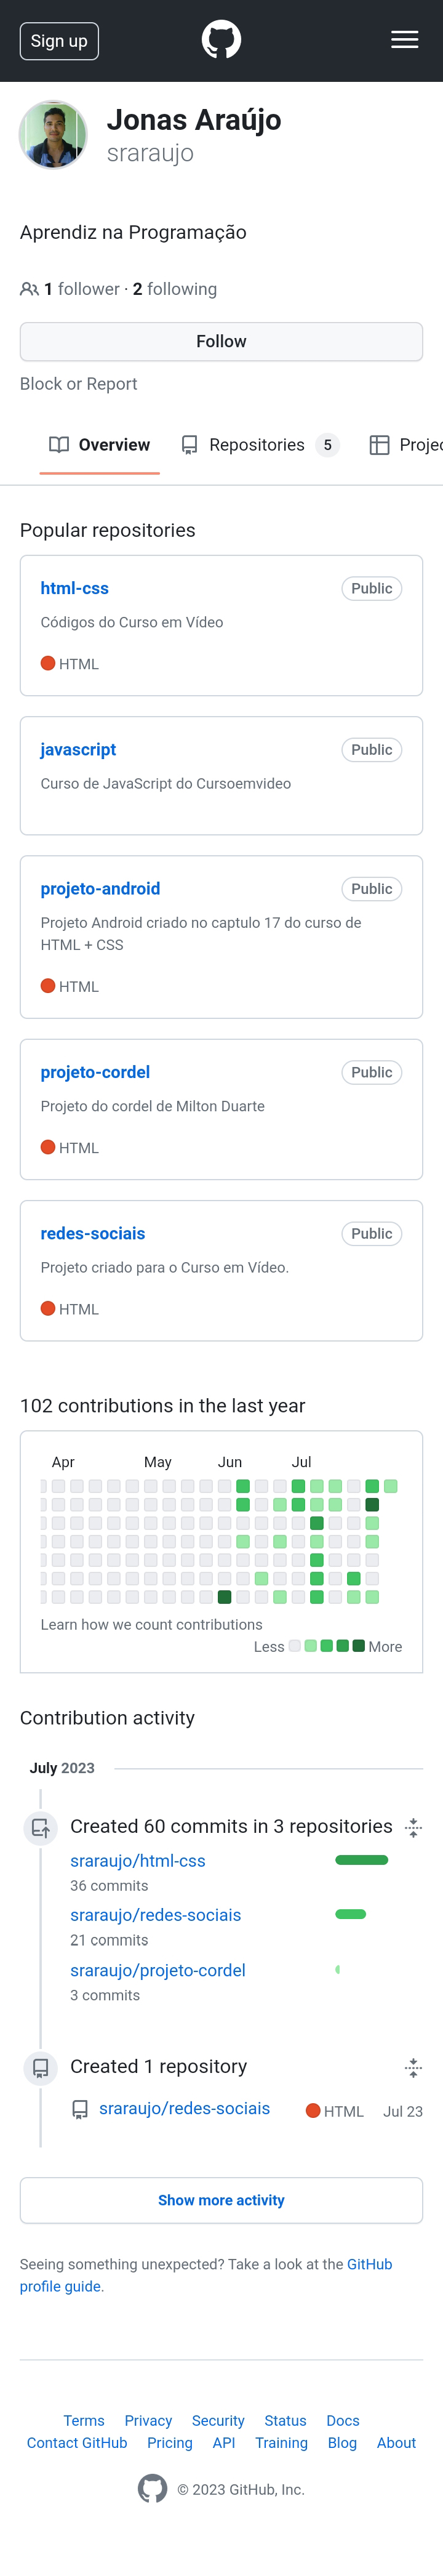 Sign up
Jonas Araújo
sraraujo
Aprendiz na Programação
1 follower · 2 following
Follow
Block or Report
Overview Repositories 5 Projec
Popular repositories
html-css Public
Códigos do Curso em Vídeo
HTML
javascript Public
Curso de JavaScript do Cursoemvideo
projeto-android Public
Projeto Android criado no captulo 17 do curso de
HTML + CSS
HTML
projeto-cordel Public
Projeto do cordel de Milton Duarte
HTML
redes-sociais Public
Projeto criado para o Curso em Vídeo.
HTML
102 contributions in the last year
Apr May Jun Jul
Learn how we count contributions
Less More
Contribution activity
July 2023
Created 60 commits in 3 repositories
sraraujo/html-css
36 commits
sraraujo/redes-sociais
21 commits
sraraujo/projeto-cordel
3 commits
Created 1 repository
sraraujo/redes-sociais HTML Jul 23
Show more activity
Seeing something unexpected? Take a look at the GitHub
profile guide.
Terms Privacy Security Status Docs
Contact GitHub Pricing API Training Blog About
© 2023 GitHub, Inc.